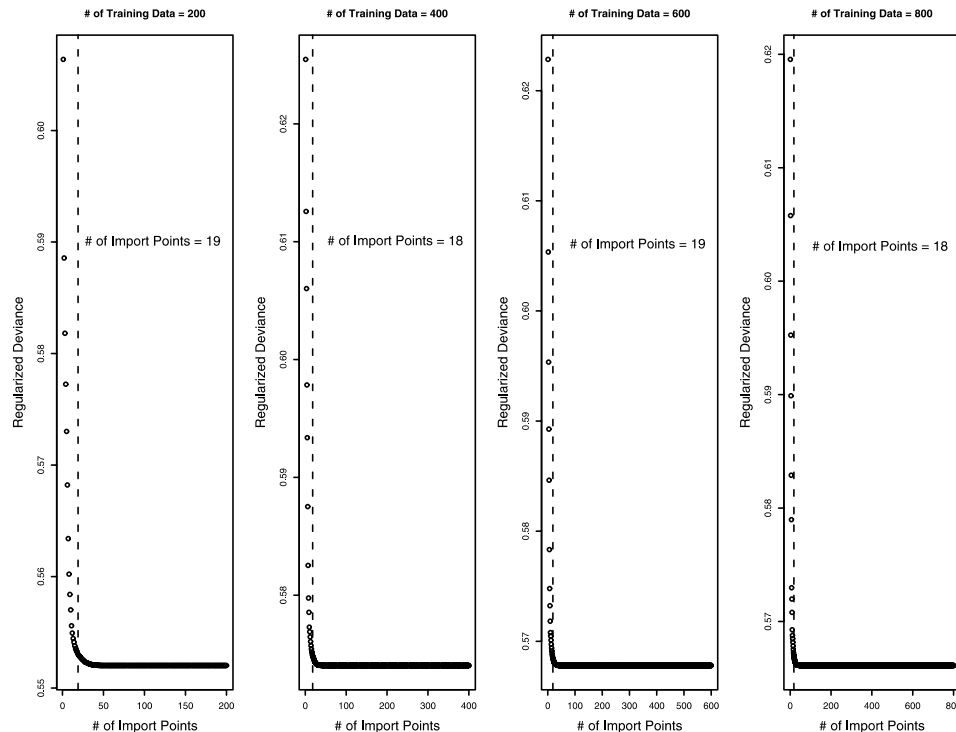 # of Training Data = 200
0.60
0.59
0.58
0.57
0.56
0.55
Regularized Deviance
# of Import Points = 19
0 50 100 150 200
# of Import Points
# of Training Data = 400
0.62
0.61
0.60
0.59
0.58
Regularized Deviance
# of Import Points = 18
0 100 200 300 400
# of Import Points
# of Training Data = 600
0.62
0.61
0.60
0.59
0.58
0.57
Regularized Deviance
# of Import Points = 19
0 100 200 300 400 500 600
# of Import Points
# of Training Data = 800
0.62
0.61
0.60
0.59
0.58
0.57
Regularized Deviance
# of Import Points = 18
0 200 400 600 80
# of Import Points